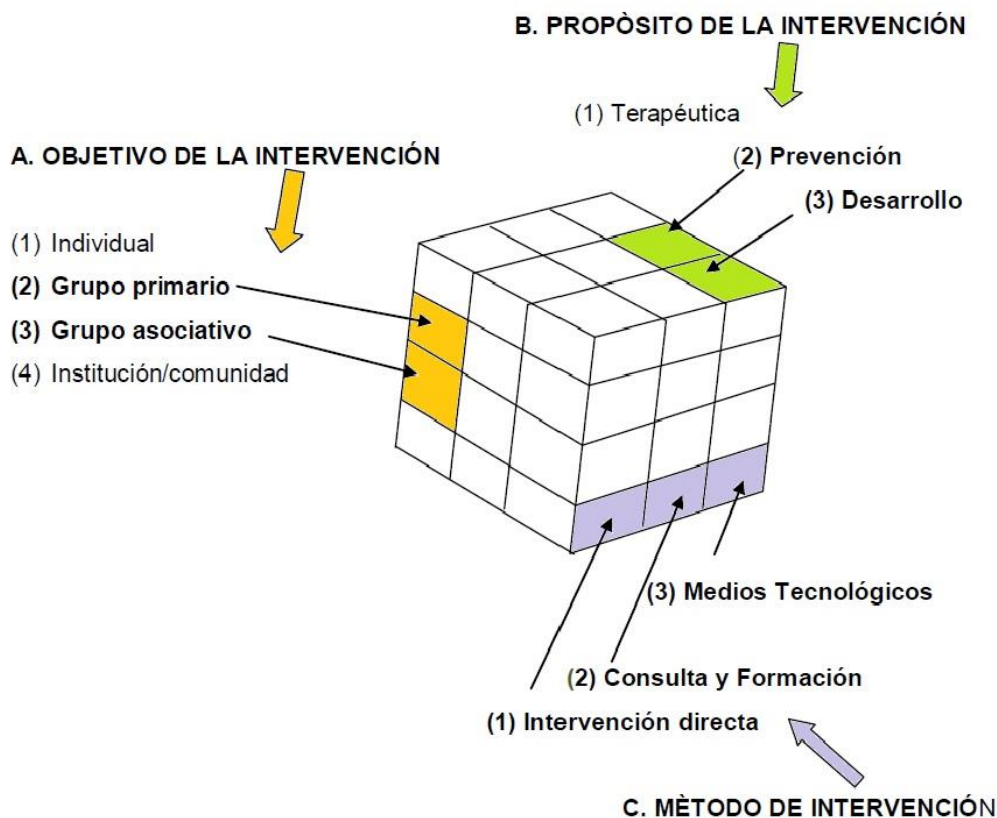 B. PROPÒSITO DE LA INTERVENCIÓN
(1) Terapéutica
(2) Prevención
(3) Desarrollo
A. OBJETIVO DE LA INTERVENCIÓN
(1) Individual
(2) Grupo primario
(3) Grupo asociativo
(4) Institución/comunidad
(3) Medios Tecnológicos
(2) Consulta y Formación
(1) Intervención directa
C. MÈTODO DE INTERVENCIÓN